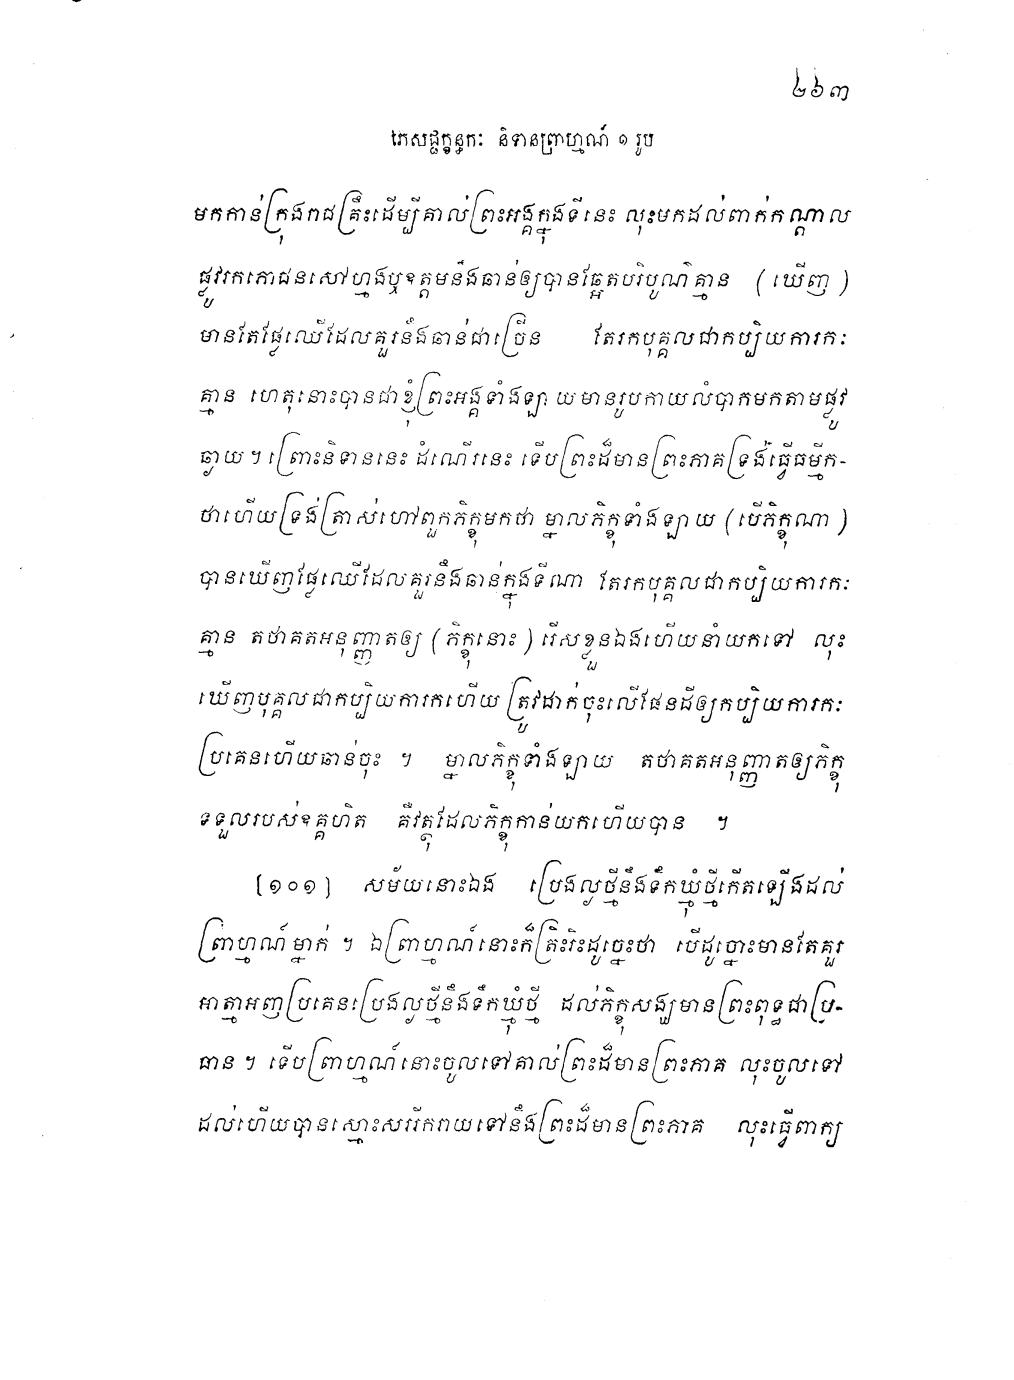 ២៦៣
ភេសជ្ជក្ខន្ធកៈ និទានព្រាហ្មណ៍ ១ រូប
មកកាន់ក្រុងរាជគ្រឹះដើម្បីគាល់ព្រះអង្គក្នុងទីនេះ លុះមកដល់ពាក់កណ្តាល
ផ្លូវរកភោជនសៅហ្មងឬឧត្តមនឹងឆាន់ឲ្យបានឆ្អែតបរិបូណ៌គ្មាន (ឃើញ)
មានតែផ្លែឈើដែលគួរនឹងឆាន់ជាច្រើន តែរកបុគ្គលជាកប្បិយការកៈ
គ្មាន ហេតុនោះបានជាខ្ញុំព្រះអង្គទាំងឡាយមានរូបកាយលំបាកមកតាមផ្លូវ
ឆ្ងាយ ។ ព្រោះនិទាននេះ ដំណើរនេះ ទើបព្រះដ៏មានព្រះភាគទ្រង់ធ្វើធម្មីក-
ថាហើយទ្រង់ត្រាស់ហៅពួកភិក្ខុមកថា ម្នាលភិក្ខុទាំងឡាយ (បើភិក្ខុណា)
បានឃើញផ្លែឈើដែលគួរនឹងឆាន់ក្នុងទីណា តែរកបុគ្គលជាកប្បិយការកៈ
គ្មាន តថាគតអនុញ្ញាតឲ្យ (ភិក្ខុនោះ) រើសខ្លួនឯងហើយនាំយកទៅ លុះ
ឃើញបុគ្គលជាកប្បិយការកហើយ ត្រូវដាក់ចុះលើផែនដីឲ្យកប្បិយការកៈ
ប្រគេនហើយឆាន់ចុះ ។ ម្នាលភិក្ខុទាំងឡាយ តថាគតអនុញ្ញាតឲ្យភិក្ខុ
ទទួលរបស់ឧគ្គហិត គឺវត្ថុដែលភិក្ខុកាន់យកហើយបាន ។
[១០១] សម័យនោះឯង ប្រេងល្ងថ្មីនឹងទឹកឃ្មុំថ្មីកើតឡើងដល់
ព្រាហ្មណ៍ម្នាក់ ។ ឯព្រាហ្មណ៍នោះក៏ត្រិះរិះដូច្នេះថា បើដូច្នោះមានតែគួរ
អាត្មាអញប្រគេនប្រេងល្ងថ្មីនឹងទឹកឃ្មុំថ្មី ដល់ភិក្ខុសង្ឃមានព្រះពុទ្ធជាប្រ-
ធាន ។ ទើបព្រាហ្មណ៍នោះចូលទៅគាល់ព្រះដ៏មានព្រះភាគ លុះចូលទៅ
ដល់ហើយបានស្មោះសររីករាយទៅនឹងព្រះដ៏មានព្រះភាគ លុះធ្វើពាក្យ